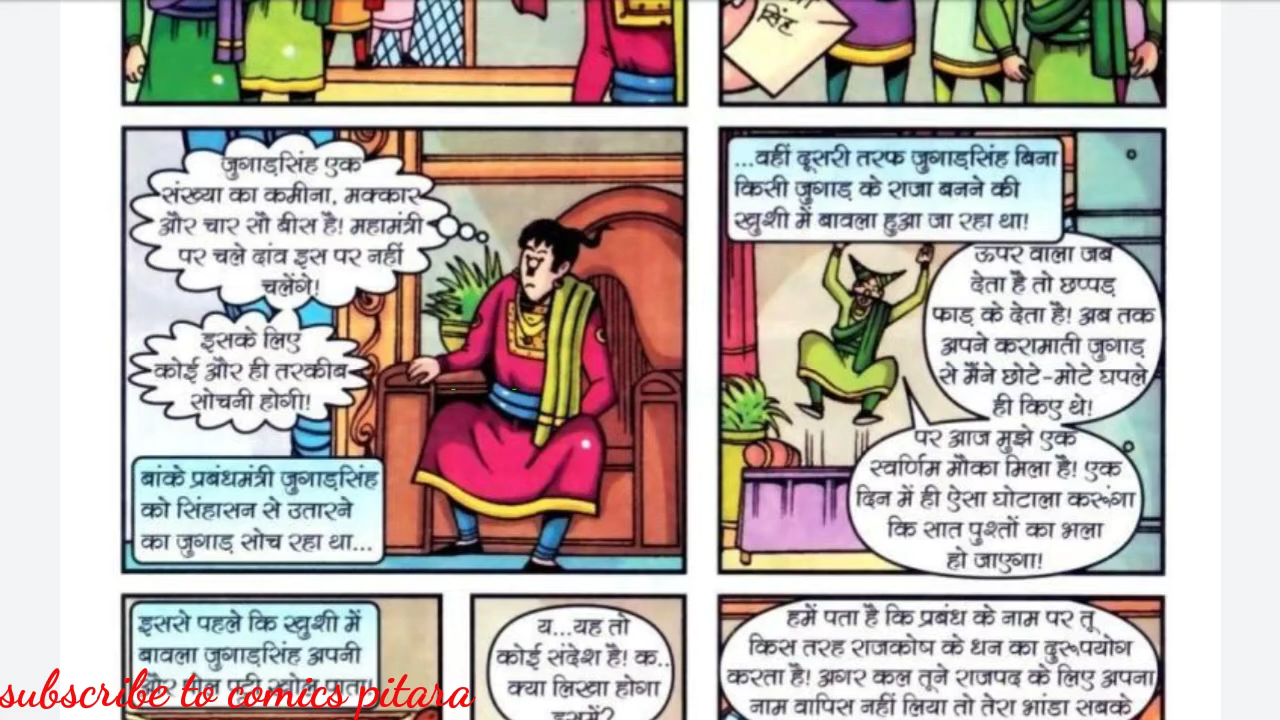 सिंह
जुगाड़सिंह एक
संख्या का कमीना, मक्कार
और चार सौ बीस है! महामंत्री
पर चले दांव इस पर नहीं
चलेंगे!
इसके लिए
कोई और ही तरकीब
सोचनी होगी!
बांके प्रबंधमंत्री जुगाड़सिंह
को सिंहासन से उतारने
का जुगाड़ सोच रहा था...
...वहीं दूसरी तरफ जुगाड़सिंह बिना
किसी जुगाड़ के राजा बनने की
खुशी में बावला हुआ जा रहा था!
ऊपर वाला जब
देता है तो छप्पड़
फाड़ के देता है! अब तक
अपने करामाती जुगाड़
से मैंने छोटे-मोटे घपले
ही किए थे!
पर आज मुझे एक
स्वर्णिम मौका मिला है! एक
दिन में ही ऐसा घोटाला करूंगा
कि सात पुश्तों का भला
हो जाएगा!
इससे पहले कि खुशी में
बावला जुगाड़सिंह अपनी
य...यह तो
कोई संदेश है! क..
क्या लिखा होगा
इसमें?
हमें पता है कि प्रबंध के नाम पर तू
किस तरह राजकोष के धन का दुरूपयोग
करता है! अगर कल तूने राजपद के लिए अपना
नाम वापिस नहीं लिया तो तेरा भांडा सबके
subscribe to comics pitara